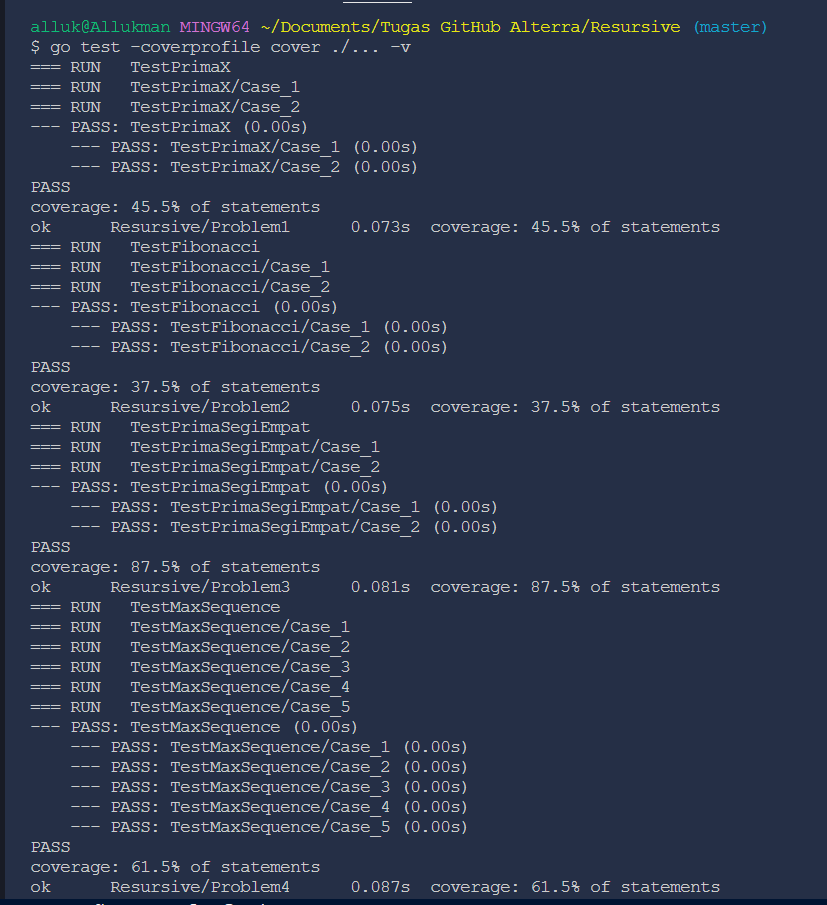 alluk@Allukman MINGW64 ~/Documents/Tugas GitHub Alterra/Resursive (master)
$ go test -coverprofile cover ./... -v
=== RUN   TestPrimaX
=== RUN   TestPrimaX/Case_1
=== RUN   TestPrimaX/Case_2
--- PASS: TestPrimaX (0.00s)
    --- PASS: TestPrimaX/Case_1 (0.00s)
    --- PASS: TestPrimaX/Case_2 (0.00s)
PASS
coverage: 45.5% of statements
ok      Resursive/Problem1      0.073s  coverage: 45.5% of statements
=== RUN   TestFibonacci
=== RUN   TestFibonacci/Case_1
=== RUN   TestFibonacci/Case_2
--- PASS: TestFibonacci (0.00s)
    --- PASS: TestFibonacci/Case_1 (0.00s)
    --- PASS: TestFibonacci/Case_2 (0.00s)
PASS
coverage: 37.5% of statements
ok      Resursive/Problem2      0.075s  coverage: 37.5% of statements
=== RUN   TestPrimaSegiEmpat
=== RUN   TestPrimaSegiEmpat/Case_1
=== RUN   TestPrimaSegiEmpat/Case_2
--- PASS: TestPrimaSegiEmpat (0.00s)
    --- PASS: TestPrimaSegiEmpat/Case_1 (0.00s)
    --- PASS: TestPrimaSegiEmpat/Case_2 (0.00s)
PASS
coverage: 87.5% of statements
ok      Resursive/Problem3      0.081s  coverage: 87.5% of statements
=== RUN   TestMaxSequence
=== RUN   TestMaxSequence/Case_1
=== RUN   TestMaxSequence/Case_2
=== RUN   TestMaxSequence/Case_3
=== RUN   TestMaxSequence/Case_4
=== RUN   TestMaxSequence/Case_5
--- PASS: TestMaxSequence (0.00s)
    --- PASS: TestMaxSequence/Case_1 (0.00s)
    --- PASS: TestMaxSequence/Case_2 (0.00s)
    --- PASS: TestMaxSequence/Case_3 (0.00s)
    --- PASS: TestMaxSequence/Case_4 (0.00s)
    --- PASS: TestMaxSequence/Case_5 (0.00s)
PASS
coverage: 61.5% of statements
ok      Resursive/Problem4      0.087s  coverage: 61.5% of statements